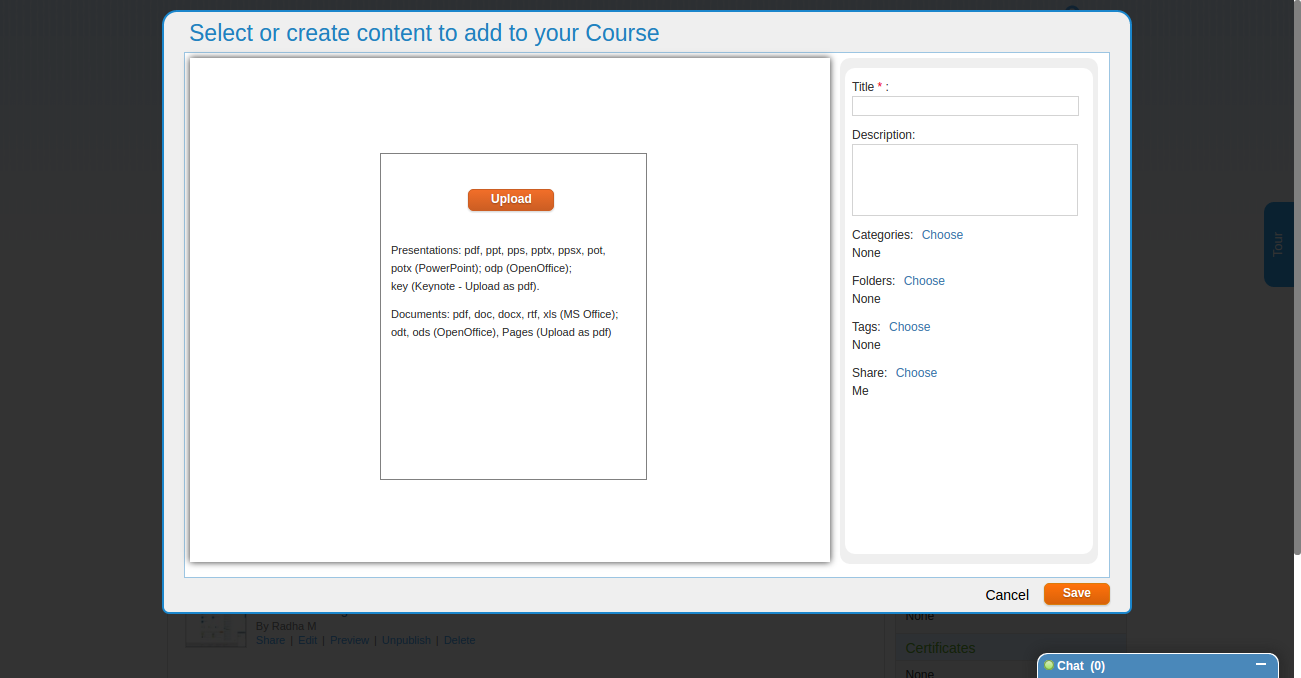 Select or create content to add to your Course
Upload
Presentations: pdf, ppt, pps, pptx, ppsx, pot,
potx (PowerPoint); odp (OpenOffice);
key (Keynote - Upload as pdf).
Documents: pdf, doc, docx, rtf, xls (MS Office);
odt, ods (OpenOffice), Pages (Upload as pdf)
Title * :
Description:
Categories: Choose
None
Folders: Choose
None
Tags: Choose
None
Share: Choose
Me
Tour
Cancel
Save
By Radha M
Share | Edit | Preview | Unpublish | Delete
None
Certificates
None
Chat (0)